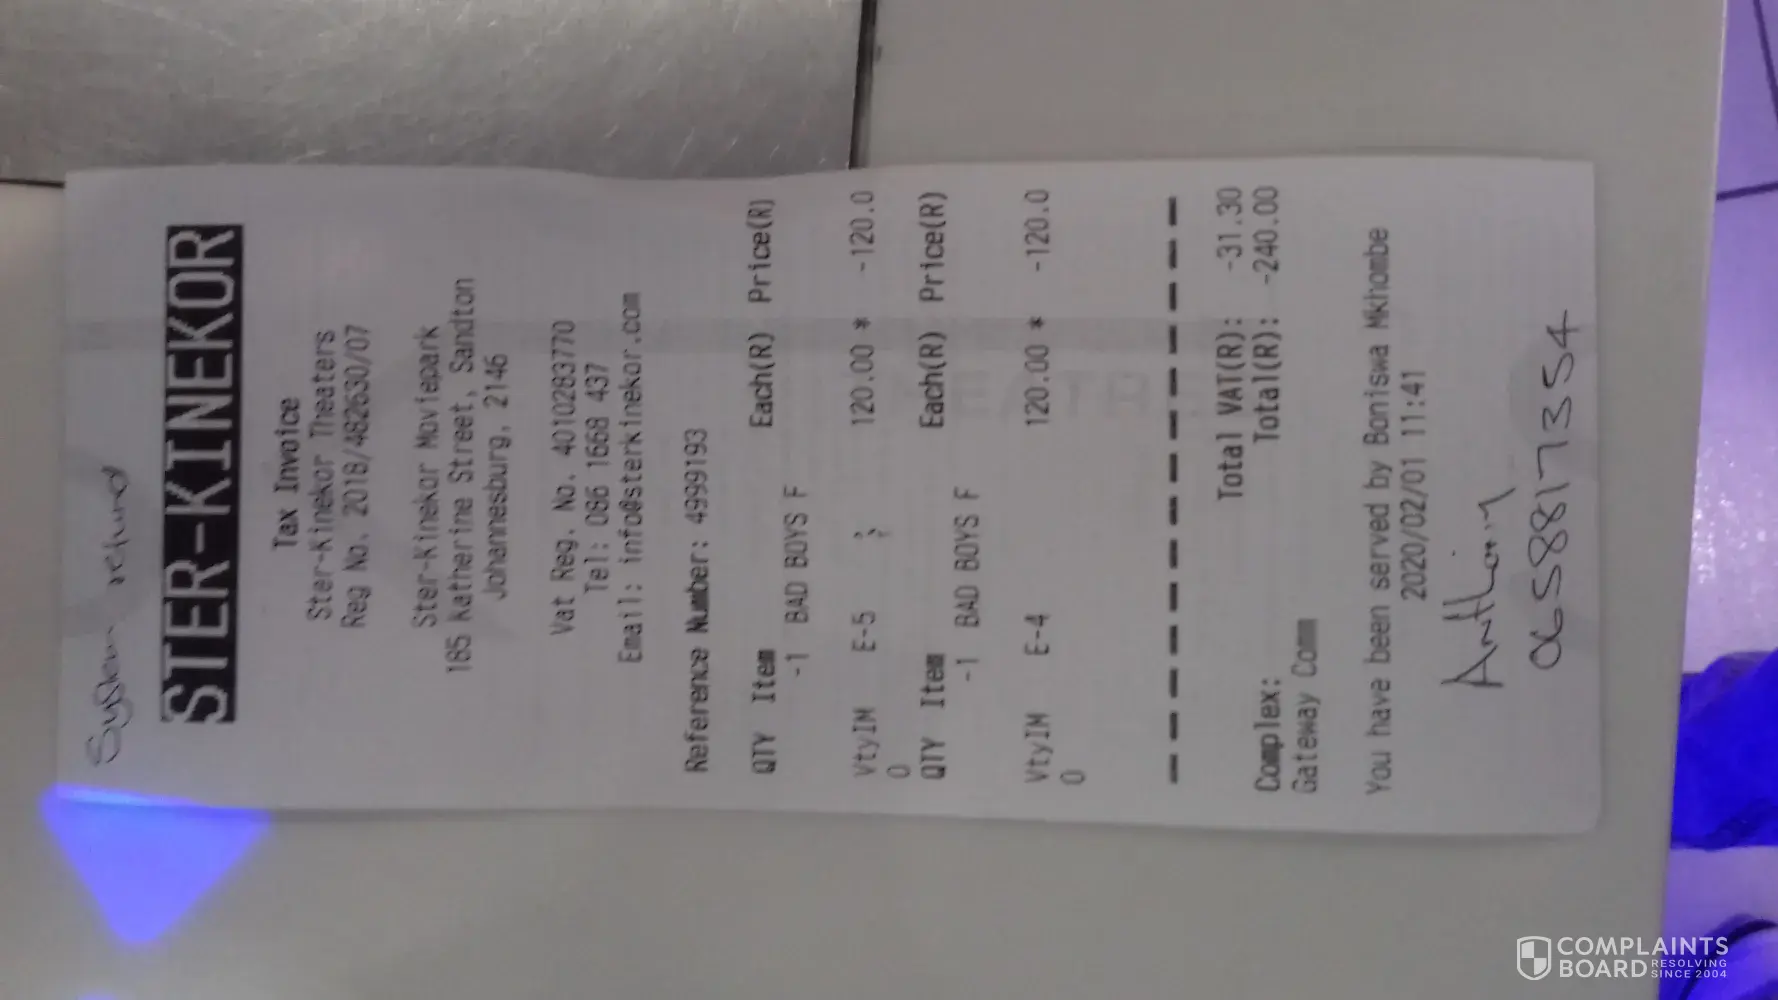 System refund
STER-KINEKOR
Tax Invoice
Ster-Kinekor Theaters
Reg No. 2018/482630/07
Ster-Kinekor Moviepark
185 Katherine Street, Sandton
Johannesburg, 2146
Vat Reg. No. 4010283770
Tel: 086 1668 437
Email: info@sterkinekor.com
Reference Number: 4999193
QTY Item Each(R) Price(R)
-1 BAD BOYS F
VtyIM E-5 ; 120.00 * -120.0
0
QTY Item Each(R) Price(R)
-1 BAD BOYS F
VtyIM E-4 120.00 * -120.0
0
Total VAT(R): -31.30
Total(R): -240.00
Complex:
Gateway Comm
You have been served by Boniswa Mkhombe
2020/02/01 11:41
Anthony
0658817354
COMPLAINTS
BOARD RESOLVING
SINCE 2004